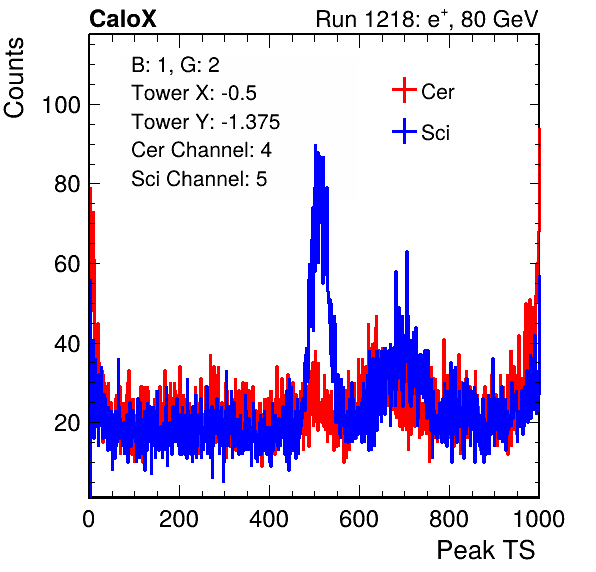 CaloX Run 1218: e⁺, 80 GeV
Counts
B: 1, G: 2
Tower X: -0.5
Tower Y: -1.375
Cer Channel: 4
Sci Channel: 5
Cer
Sci
100
80
60
40
20
0 200 400 600 800 1000
Peak TS